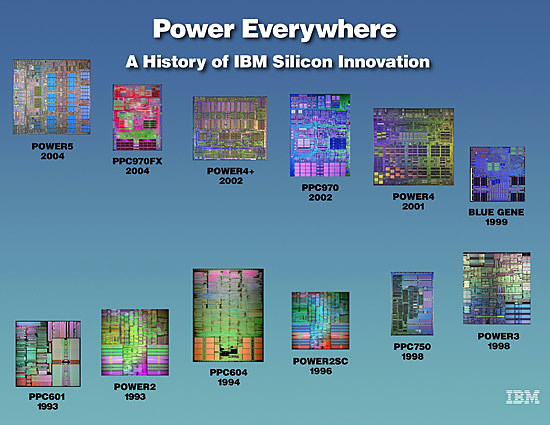 Power Everywhere
A History of IBM Silicon Innovation
POWER5
2004
PPC970FX
2004
POWER4+
2002
PPC970
2002
POWER4
2001
BLUE GENE
1999
PPC601
1993
POWER2
1993
PPC604
1994
POWER2SC
1996
PPC750
1998
POWER3
1998
IBM